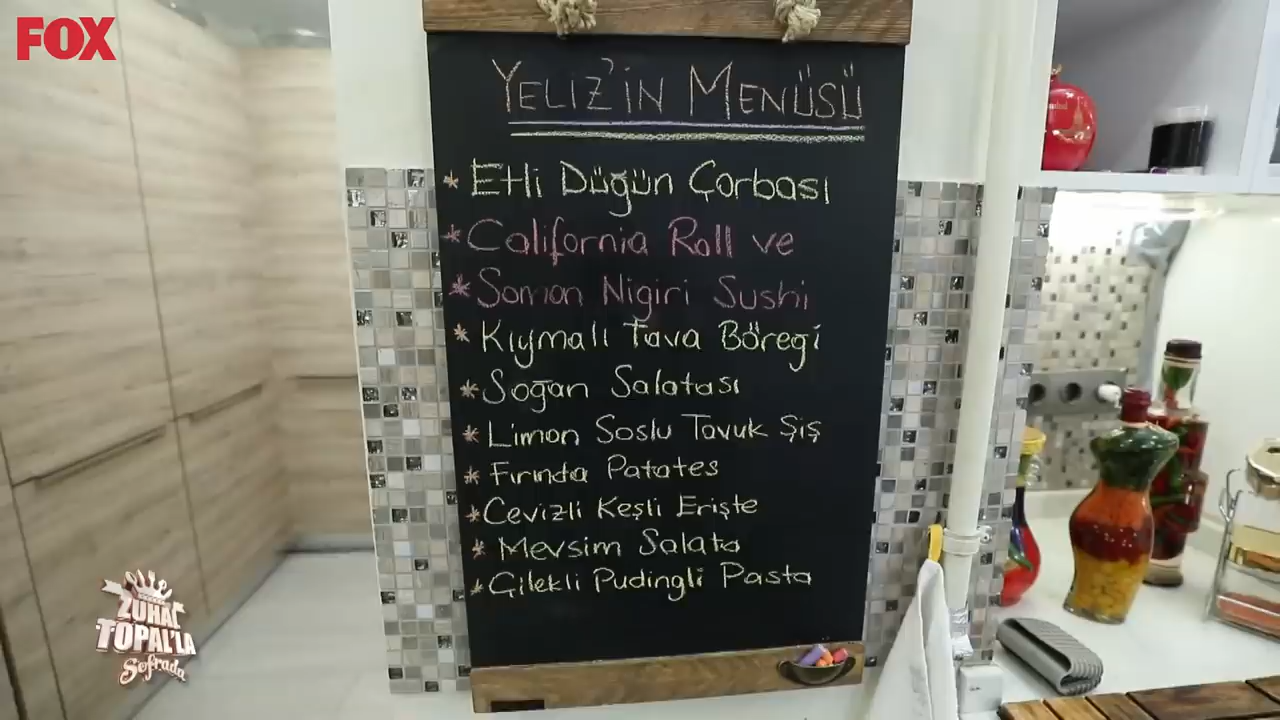 FOX
YELİZ'İN MENÜSÜ
* Etli Düğün Çorbası
* California Roll ve
* Somon Nigiri Sushi
* Kıymalı Tava Böreği
* Soğan Salatası
* Limon Soslu Tavuk Şiş
* Fırında Patates
* Cevizli Keşli Erişte
* Mevsim Salata
* Çilekli Pudingli Pasta
ZUHAL
TOPAL'LA
Sofrada